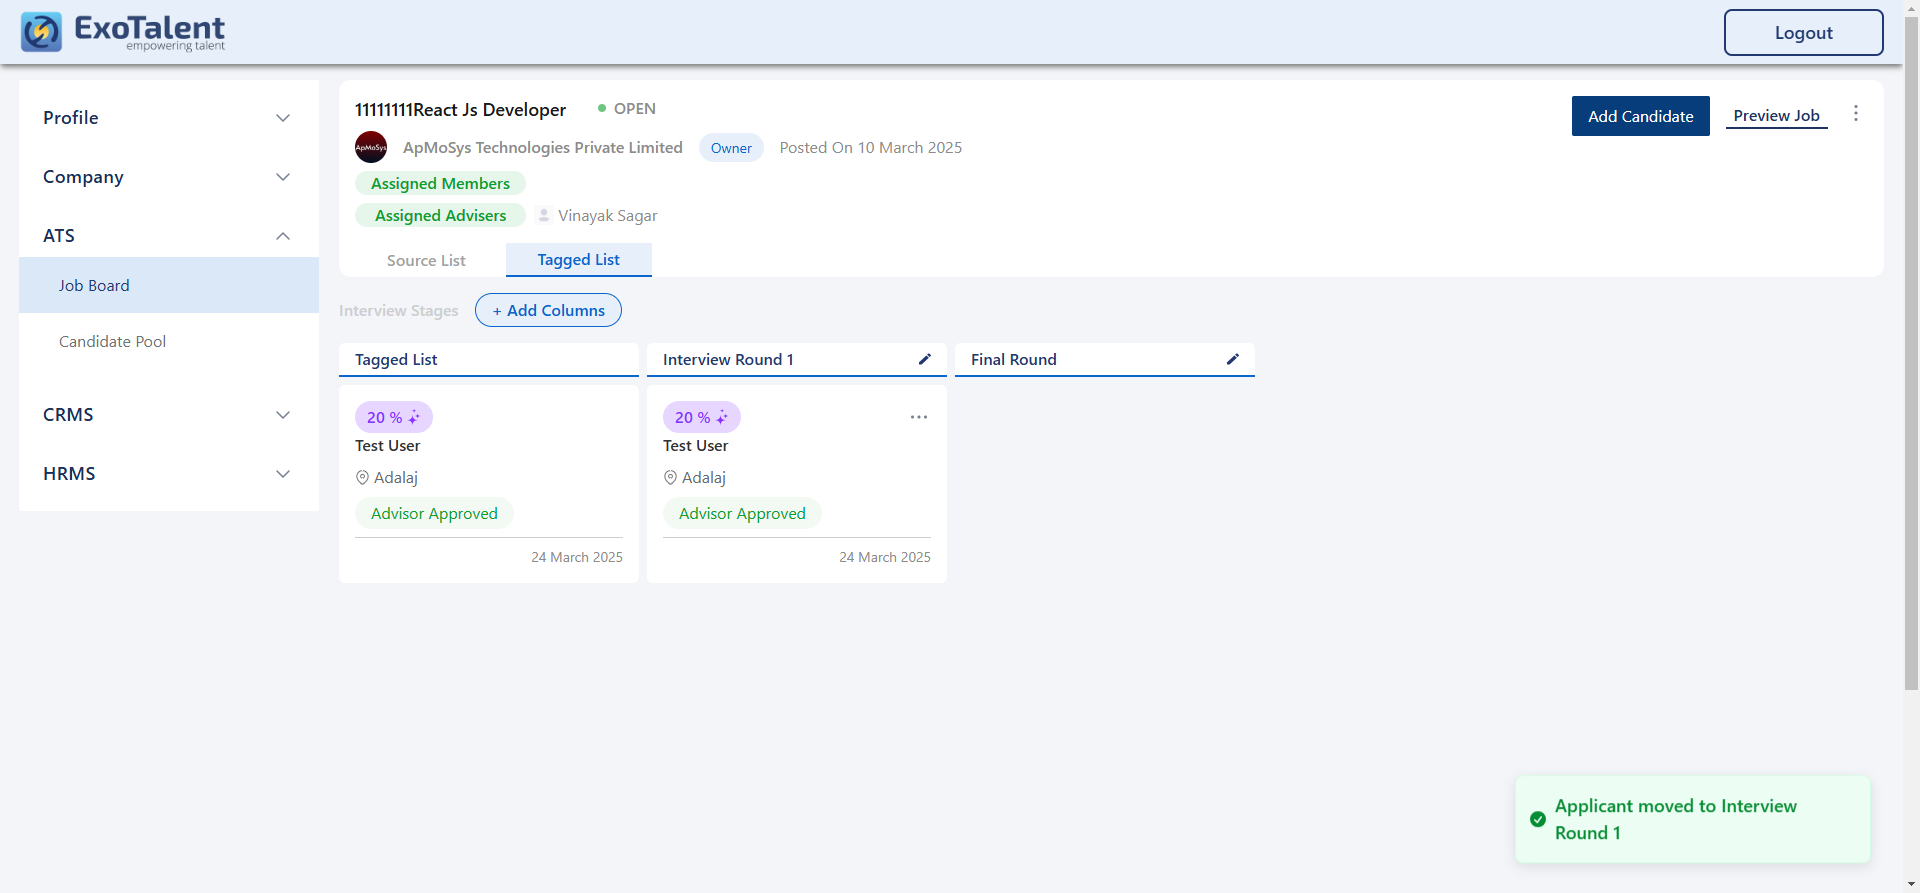 ExoTalent
empowering talent
Logout
Profile
Company
ATS
Job Board
Candidate Pool
CRMS
HRMS
11111111React Js Developer OPEN
Add Candidate Preview Job
ApMoSys ApMoSys Technologies Private Limited Owner Posted On 10 March 2025
Assigned Members
Assigned Advisers Vinayak Sagar
Source List Tagged List
Interview Stages + Add Columns
Tagged List Interview Round 1 Final Round
20 %
Test User
Adalaj
Advisor Approved
24 March 2025
20 %
Test User
Adalaj
Advisor Approved
24 March 2025
Applicant moved to Interview
Round 1